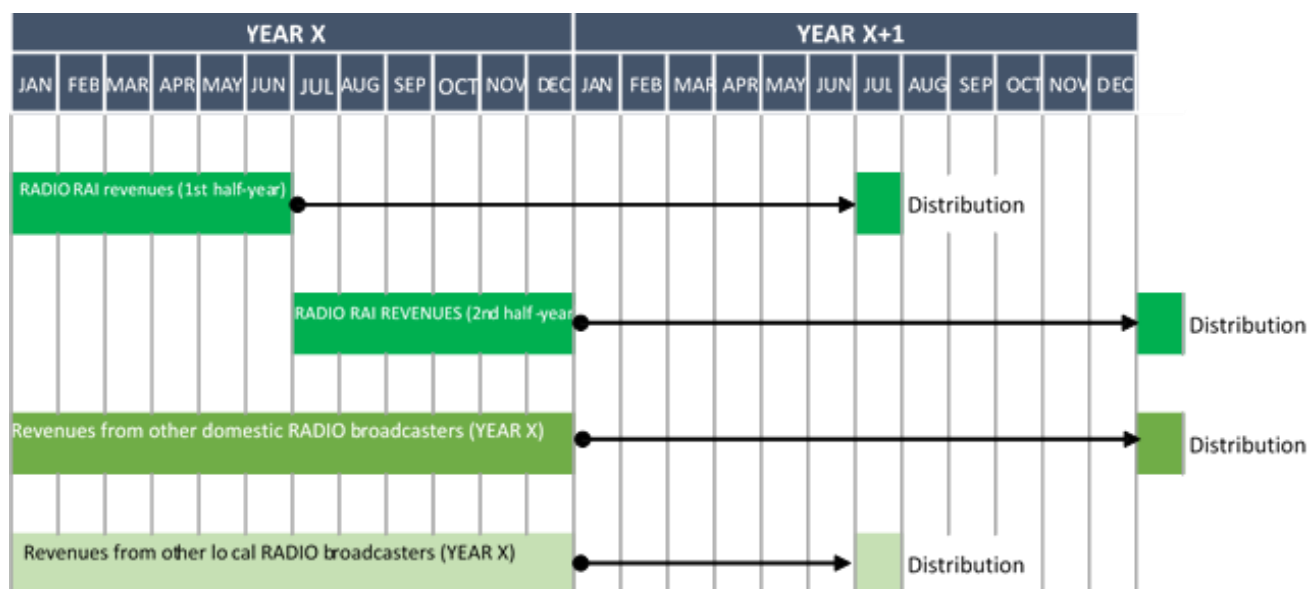 YEAR X YEAR X+1
JAN FEB MAR APR MAY JUN JUL AUG SEP OCT NOV DEC JAN FEB MAR APR MAY JUN JUL AUG SEP OCT NOV DEC
RADIO RAI revenues (1st half-year)
Distribution
RADIO RAI REVENUES (2nd half-year
Distribution
Revenues from other domestic RADIO broadcasters (YEAR X)
Distribution
Revenues from other lo cal RADIO broadcasters (YEAR X)
Distribution